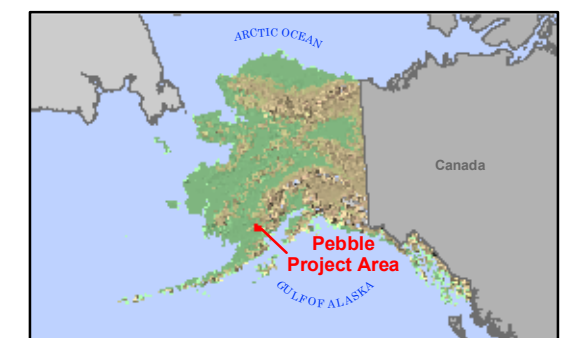 ARCTIC OCEAN
Canada
Pebble
Project Area
GULF OF ALASKA